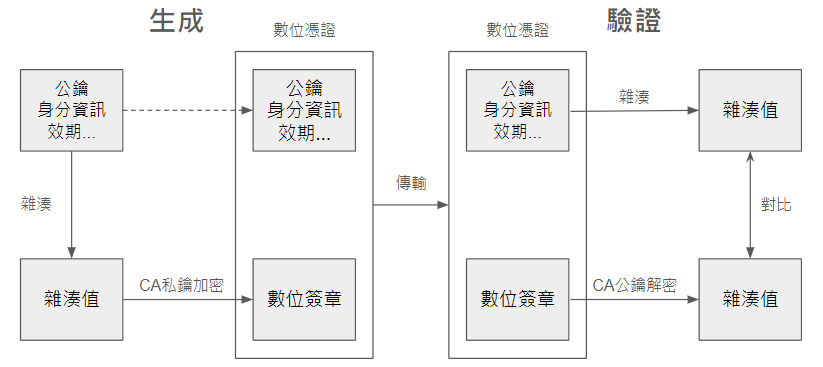 生成
數位憑證
公鑰
身分資訊
效期...
公鑰
身分資訊
效期...
雜湊
雜湊值
CA私鑰加密
數位簽章
傳輸
驗證
數位憑證
公鑰
身分資訊
效期...
雜湊
雜湊值
對比
數位簽章
CA公鑰解密
雜湊值